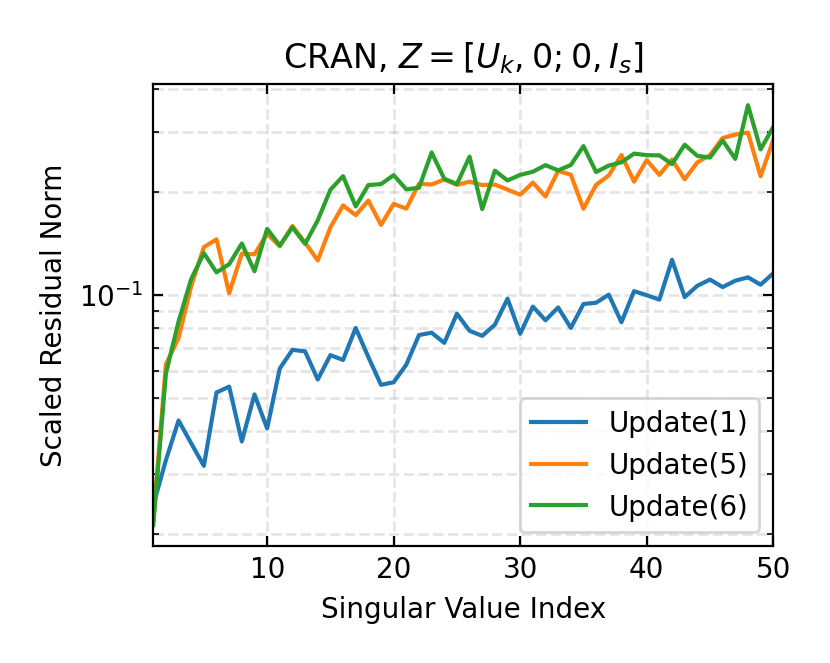 CRAN, Z = [U_k, 0; 0, I_s]
Scaled Residual Norm
10^{-1}
Update(1)
Update(5)
Update(6)
10 20 30 40 50
Singular Value Index